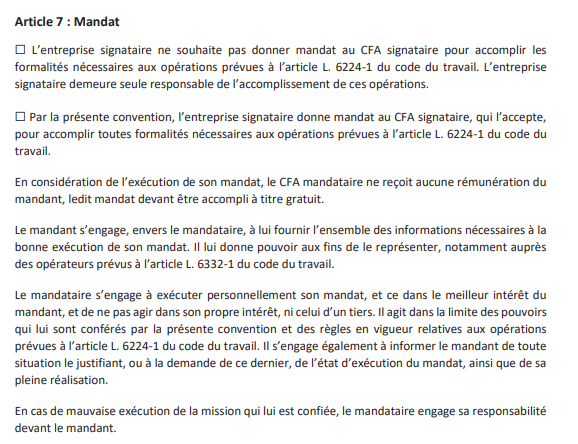 Article 7 : Mandat
☐ L’entreprise signataire ne souhaite pas donner mandat au CFA signataire pour accomplir les
formalités nécessaires aux opérations prévues à l’article L. 6224-1 du code du travail. L’entreprise
signataire demeure seule responsable de l’accomplissement de ces opérations.
☐ Par la présente convention, l’entreprise signataire donne mandat au CFA signataire, qui l’accepte,
pour accomplir toutes formalités nécessaires aux opérations prévues à l’article L. 6224-1 du code du
travail.
En considération de l’exécution de son mandat, le CFA mandataire ne reçoit aucune rémunération du
mandant, ledit mandat devant être accompli à titre gratuit.
Le mandant s’engage, envers le mandataire, à lui fournir l’ensemble des informations nécessaires à la
bonne exécution de son mandat. Il lui donne pouvoir aux fins de le représenter, notamment auprès
des opérateurs prévus à l’article L. 6332-1 du code du travail.
Le mandataire s’engage à exécuter personnellement son mandat, et ce dans le meilleur intérêt du
mandant, et de ne pas agir dans son propre intérêt, ni celui d’un tiers. Il agit dans la limite des pouvoirs
qui lui sont conférés par la présente convention et des règles en vigueur relatives aux opérations
prévues à l’article L. 6224-1 du code du travail. Il s’engage également à informer le mandant de toute
situation le justifiant, ou à la demande de ce dernier, de l’état d’exécution du mandat, ainsi que de sa
pleine réalisation.
En cas de mauvaise exécution de la mission qui lui est confiée, le mandataire engage sa responsabilité
devant le mandant.